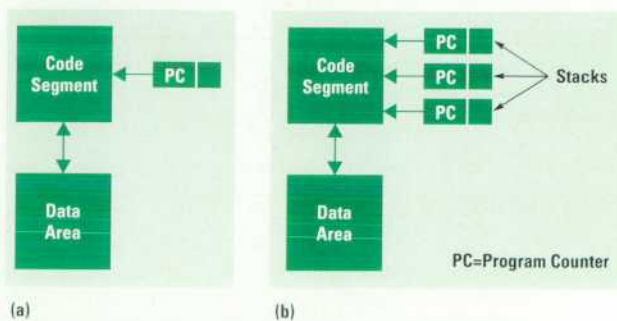 Code
Segment
PC
Data
Area
(a)
Code
Segment
PC
PC
PC
Stacks
Data
Area
PC=Program Counter
(b)